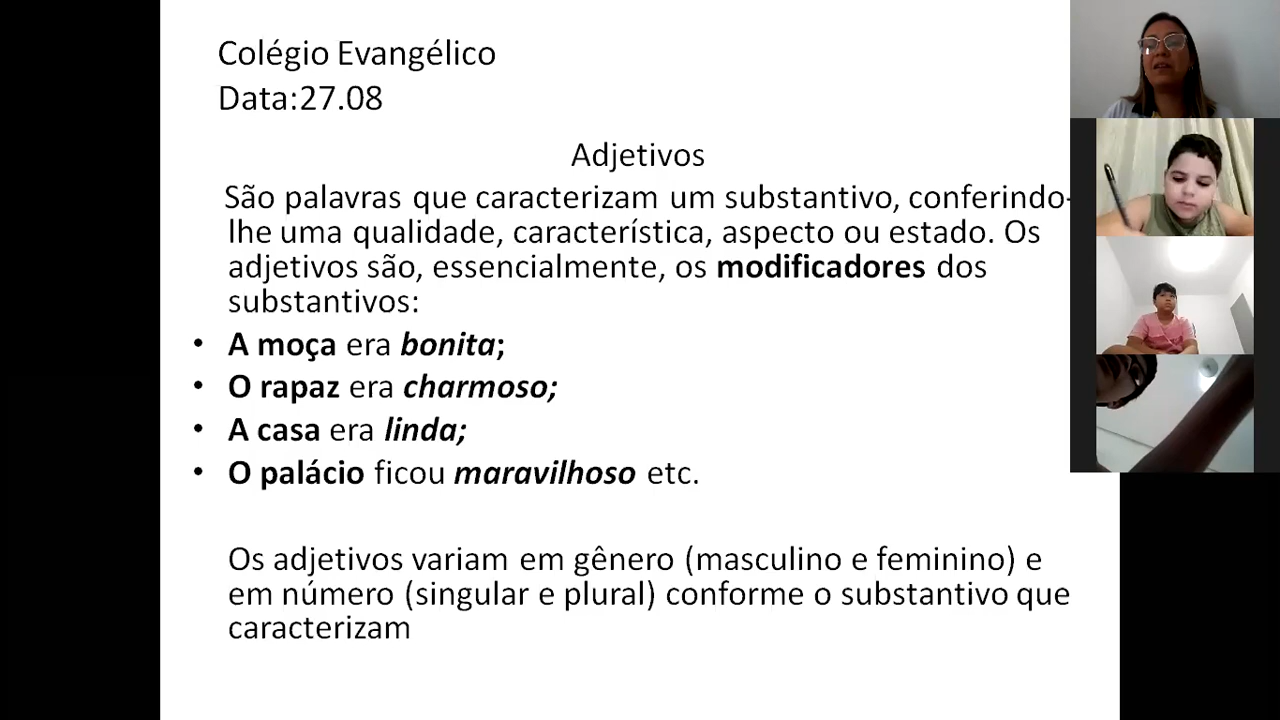 Colégio Evangélico
Data:27.08
Adjetivos
São palavras que caracterizam um substantivo, conferindo-
lhe uma qualidade, característica, aspecto ou estado. Os
adjetivos são, essencialmente, os modificadores dos
substantivos:
• A moça era bonita;
• O rapaz era charmoso;
• A casa era linda;
• O palácio ficou maravilhoso etc.
Os adjetivos variam em gênero (masculino e feminino) e
em número (singular e plural) conforme o substantivo que
caracterizam